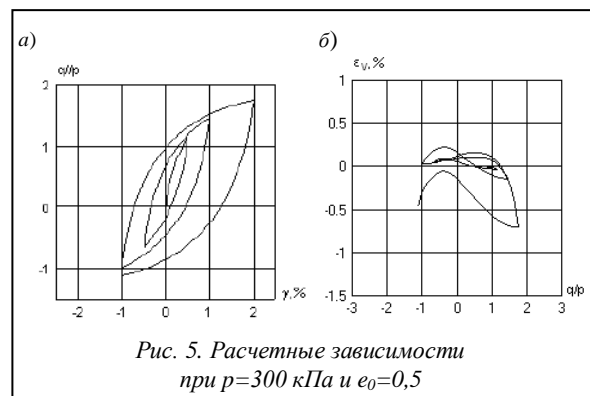 а)
q//p
2
1
0
-1
-2
-1
0
1
2
γ,%
б)
εv,%
1
0.5
0
-0.5
-1
-1.5
-3
-2
-1
0
1
2
3
q/p
Рис. 5. Расчетные зависимости
при p=300 кПа и e0=0,5